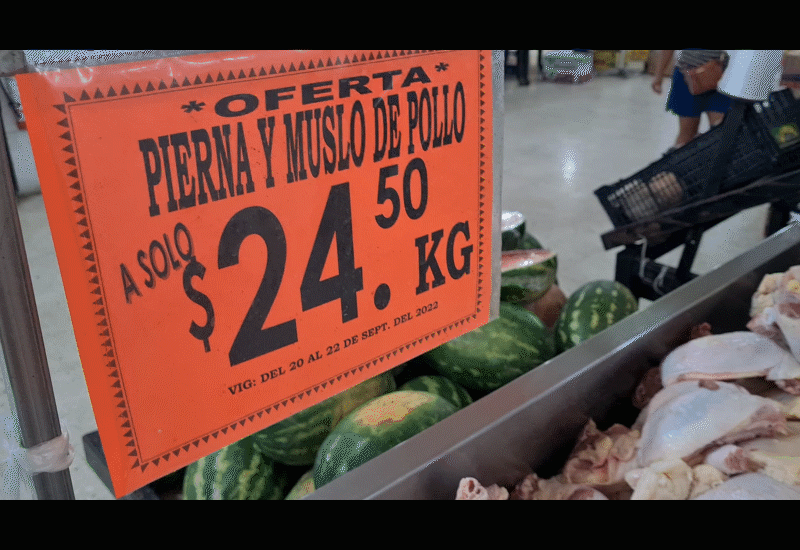 *OFERTA*
PIERNA Y MUSLO DE POLLO
A SOLO $24.50 KG
VIG: DEL 20 AL 22 DE SEPT. DEL 2022